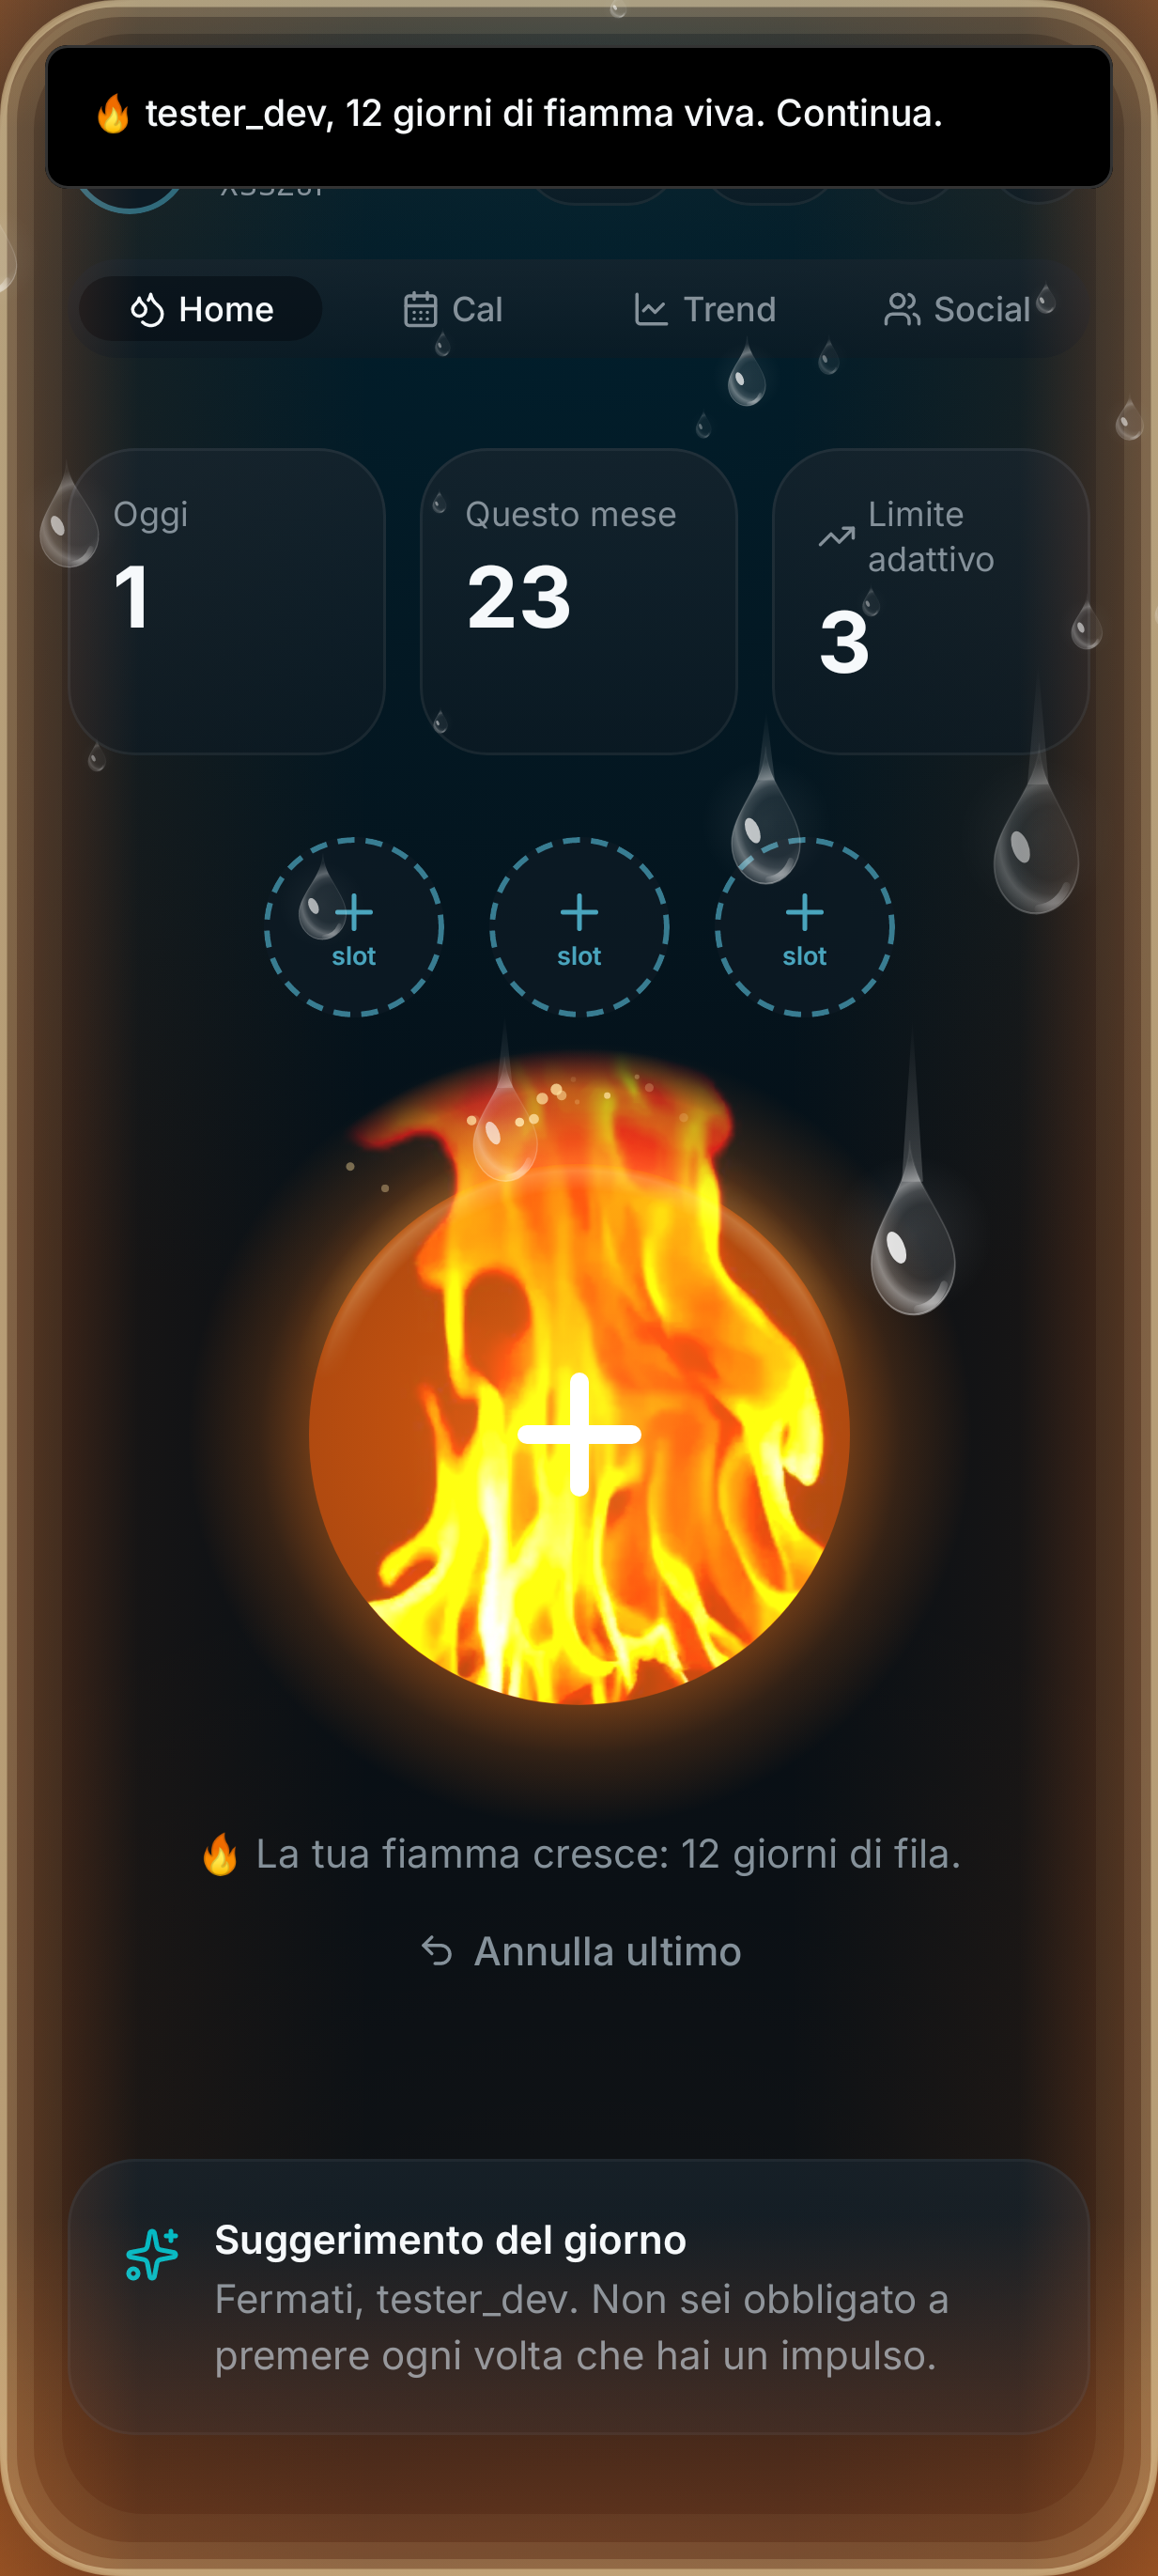 🔥 tester_dev, 12 giorni di fiamma viva. Continua.
Home
Cal
Trend
Social
Oggi
1
Questo mese
23
Limite
adattivo
3
slot
slot
slot
🔥 La tua fiamma cresce: 12 giorni di fila.
Annulla ultimo
Suggerimento del giorno
Fermati, tester_dev. Non sei obbligato a
premere ogni volta che hai un impulso.